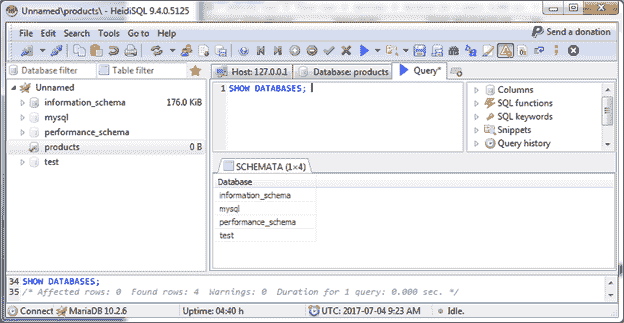 Unnamed\products\ - HeidiSQL 9.4.0.5125
File Edit Search Tools Go to Help
Send a donation
Database filter Table filter
Host: 127.0.0.1 Database: products Query*
Unnamed
information_schema 176.0 KiB
mysql
performance_schema
products 0 B
test
1 SHOW DATABASES;
Columns
SQL functions
SQL keywords
Snippets
Query history
SCHEMATA (1×4)
Database
information_schema
mysql
performance_schema
test
34 SHOW DATABASES;
35 /* Affected rows: 0 Found rows: 4 Warnings: 0 Duration for 1 query: 0.000 sec. */
Connect MariaDB 10.2.6 Uptime: 04:40 h UTC: 2017-07-04 9:23 AM Idle.